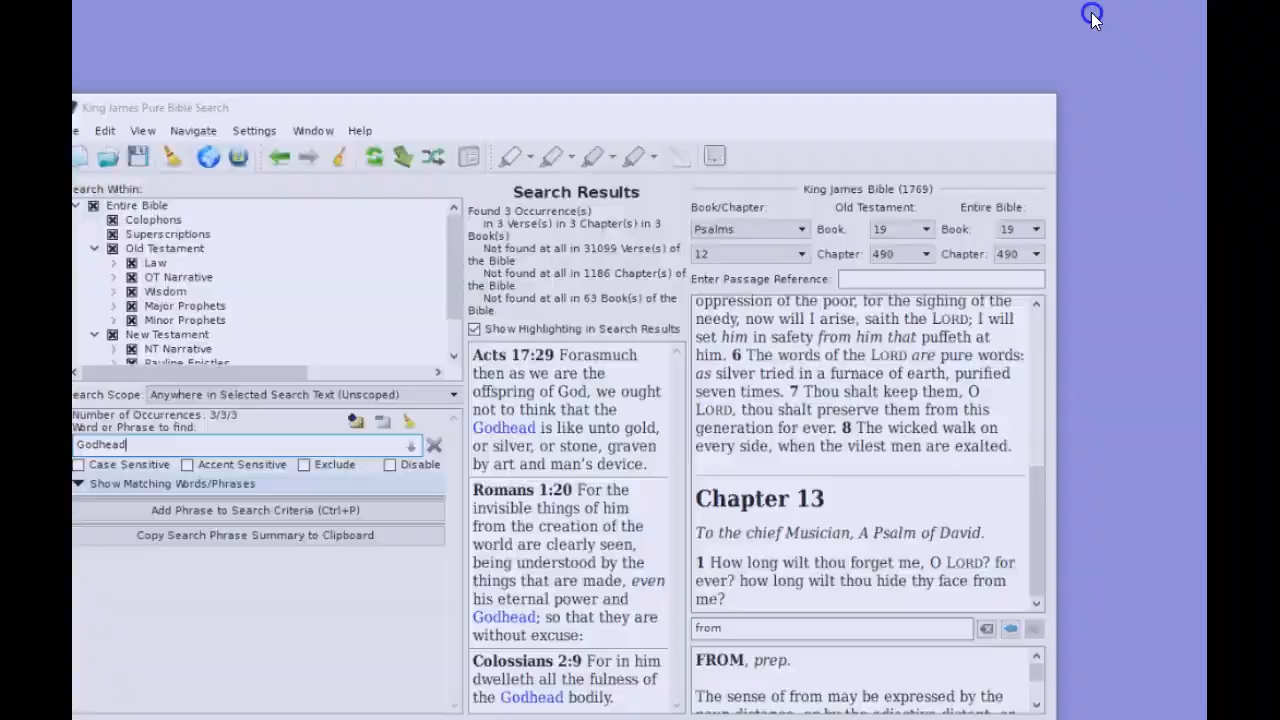 King James Pure Bible Search
Edit View Navigate Settings Window Help
earch Within:
Entire Bible
Colophons
Superscriptions
Old Testament
Law
OT Narrative
Wisdom
Major Prophets
Minor Prophets
New Testament
NT Narrative
Pauline Epistles
earch Scope: Anywhere in Selected Search Text (Unscoped)
Number of Occurrences: 3/3/3
Word or Phrase to find:
Godhead
Case Sensitive Accent Sensitive Exclude Disable
Show Matching Words/Phrases
Add Phrase to Search Criteria (Ctrl+P)
Copy Search Phrase Summary to Clipboard
Search Results
Found 3 Occurrence(s)
in 3 Verse(s) in 3 Chapter(s) in 3
Book(s)
Not found at all in 31099 Verse(s) of
the Bible
Not found at all in 1186 Chapter(s) of
the Bible
Not found at all in 63 Book(s) of the
Bible
Show Highlighting in Search Results
Acts 17:29 Forasmuch
then as we are the
offspring of God, we ought
not to think that the
Godhead is like unto gold,
or silver, or stone, graven
by art and man's device.
Romans 1:20 For the
invisible things of him
from the creation of the
world are clearly seen,
being understood by the
things that are made, even
his eternal power and
Godhead; so that they are
without excuse:
Colossians 2:9 For in him
dwelleth all the fulness of
the Godhead bodily.
King James Bible (1769)
Book/Chapter: Old Testament: Entire Bible:
Psalms Book: 19 Book: 19
12 Chapter: 490 Chapter: 490
Enter Passage Reference:
oppression of the poor, for the sighing of the
needy, now will I arise, saith the LORD; I will
set him in safety from him that puffeth at
him. 6 The words of the LORD are pure words:
as silver tried in a furnace of earth, purified
seven times. 7 Thou shalt keep them, O
LORD, thou shalt preserve them from this
generation for ever. 8 The wicked walk on
every side, when the vilest men are exalted.
Chapter 13
To the chief Musician, A Psalm of David.
1 How long wilt thou forget me, O LORD? for
ever? how long wilt thou hide thy face from
me?
from
FROM, prep.
The sense of from may be expressed by the